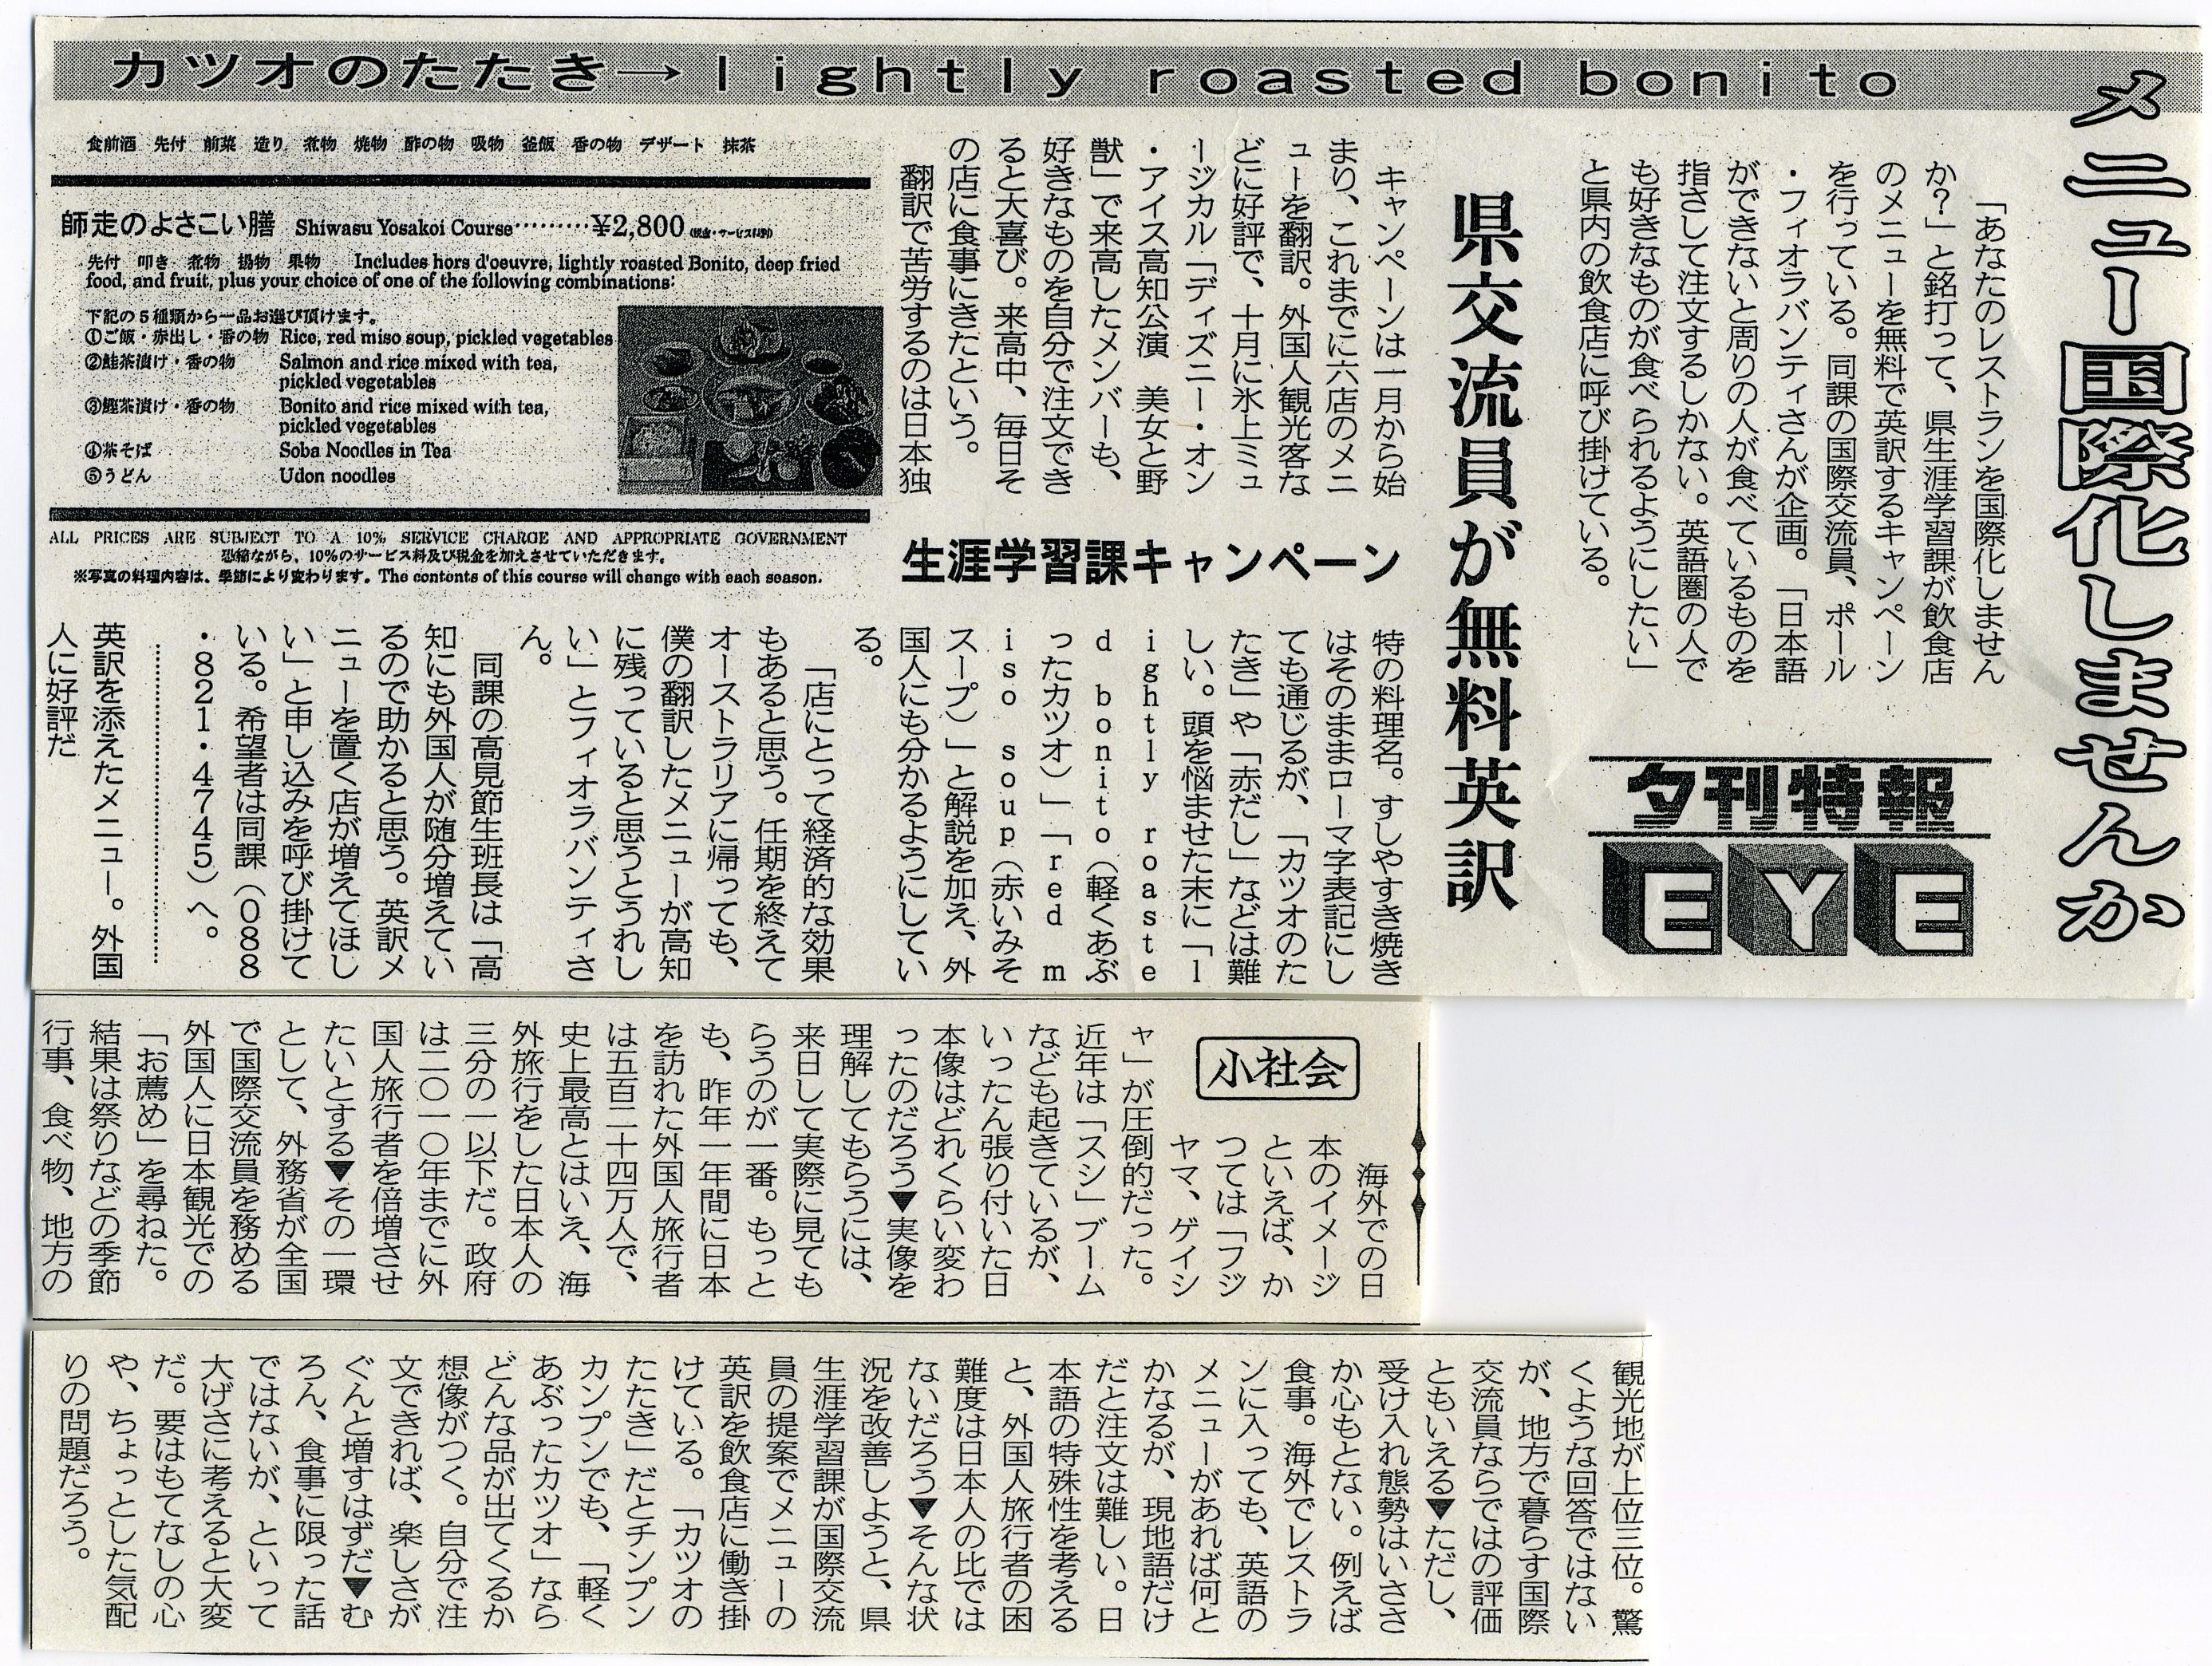 カツオのたたき→lightly roasted bonito
メニュー国際化しませんか
県交流員が無料英訳
「あなたのレストランを国際化しません
か？」と銘打って、県生涯学習課が飲食店
のメニューを無料で英訳するキャンペーン
を行っている。同課の国際交流員、ポール
・フィオラバンティさんが企画。「日本語
ができないと周りの人が食べているものを
指さして注文するしかない。英語圏の人で
も好きなものが食べられるようにしたい」
と県内の飲食店に呼び掛けている。
夕刊特報
EYE
生涯学習課キャンペーン
キャンペーンは一月から始
まり、これまでに六店のメニ
ューを翻訳。外国人観光客な
どに好評で、十月に氷上ミュ
ージカル「ディズニー・オン
・アイス高知公演　美女と野
獣」で来高したメンバーも、
好きなものを自分で注文でき
ると大喜び。来高中、毎日そ
の店に食事にきたという。
翻訳で苦労するのは日本独
特の料理名。すしやすき焼き
はそのままローマ字表記にし
ても通じるが、「カツオのた
たき」や「赤だし」などは難
しい。頭を悩ませた末に「l
ightly roaste
d bonito（軽くあぶ
ったカツオ）」「red m
iso soup（赤いみそ
スープ）」と解説を加え、外
国人にも分かるようにしてい
る。
「店にとって経済的な効果
もあると思う。任期を終えて
オーストラリアに帰っても、
僕の翻訳したメニューが高知
に残っていると思うとうれし
い」とフィオラバンティさ
ん。
同課の高見節生班長は「高
知にも外国人が随分増えてい
るので助かると思う。英訳メ
ニューを置く店が増えてほし
い」と申し込みを呼び掛けて
いる。希望者は同課（088
・821・4745）へ。
英訳を添えたメニュー。外国
人に好評だ
食前酒　先付　前菜　造り　煮物　焼物　酢の物　吸物　釜飯　香の物　デザート　抹茶
師走のよさこい膳　Shiwasu Yosakoi Course………¥2,800(税金・サービス料別)
先付　叩き　煮物　揚物　果物　Includes hors d'oeuvre, lightly roasted Bonito, deep fried
food, and fruit, plus your choice of one of the following combinations:
下記の5種類から一品お選び頂けます。
①ご飯・赤出し・香の物　Rice, red miso soup, pickled vegetables
②鮭茶漬け・香の物　Salmon and rice mixed with tea,
pickled vegetables
③鰹茶漬け・香の物　Bonito and rice mixed with tea,
pickled vegetables
④茶そば　Soba Noodles in Tea
⑤うどん　Udon noodles
ALL PRICES ARE SUBJECT TO A 10% SERVICE CHARGE AND APPROPRIATE GOVERNMENT
恐縮ながら、10%のサービス料及び税金を加えさせていただきます。
※写真の料理内容は、季節により変わります。The contents of this course will change with each season.
小社会
海外での日
本のイメージ
といえば、か
つては「フジ
ヤマ、ゲイシ
ャ」が圧倒的だった。
近年は「スシ」ブーム
なども起きているが、
いったん張り付いた日
本像はどれくらい変わ
ったのだろう▼実像を
理解してもらうには、
来日して実際に見ても
らうのが一番。もっと
も、昨年一年間に日本
を訪れた外国人旅行者
は五百二十四万人で、
史上最高とはいえ、海
外旅行をした日本人の
三分の一以下だ。政府
は二〇一〇年までに外
国人旅行者を倍増させ
たいとする▼その一環
として、外務省が全国
で国際交流員を務める
外国人に日本観光での
「お薦め」を尋ねた。
結果は祭りなどの季節
行事、食べ物、地方の
観光地が上位三位。驚
くような回答ではない
が、地方で暮らす国際
交流員ならではの評価
ともいえる▼ただし、
受け入れ態勢はいささ
か心もとない。例えば
食事。海外でレストラ
ンに入っても、英語の
メニューがあれば何と
かなるが、現地語だけ
だと注文は難しい。日
本語の特殊性を考える
と、外国人旅行者の困
難度は日本人の比では
ないだろう▼そんな状
況を改善しようと、県
生涯学習課が国際交流
員の提案でメニューの
英訳を飲食店に働き掛
けている。「カツオの
たたき」だとチンプン
カンプンでも、「軽く
あぶったカツオ」なら
どんな品が出てくるか
想像がつく。自分で注
文できれば、楽しさが
ぐんと増すはずだ▼む
ろん、食事に限った話
ではないが、といって
大げさに考えると大変
だ。要はもてなしの心
や、ちょっとした気配
りの問題だろう。